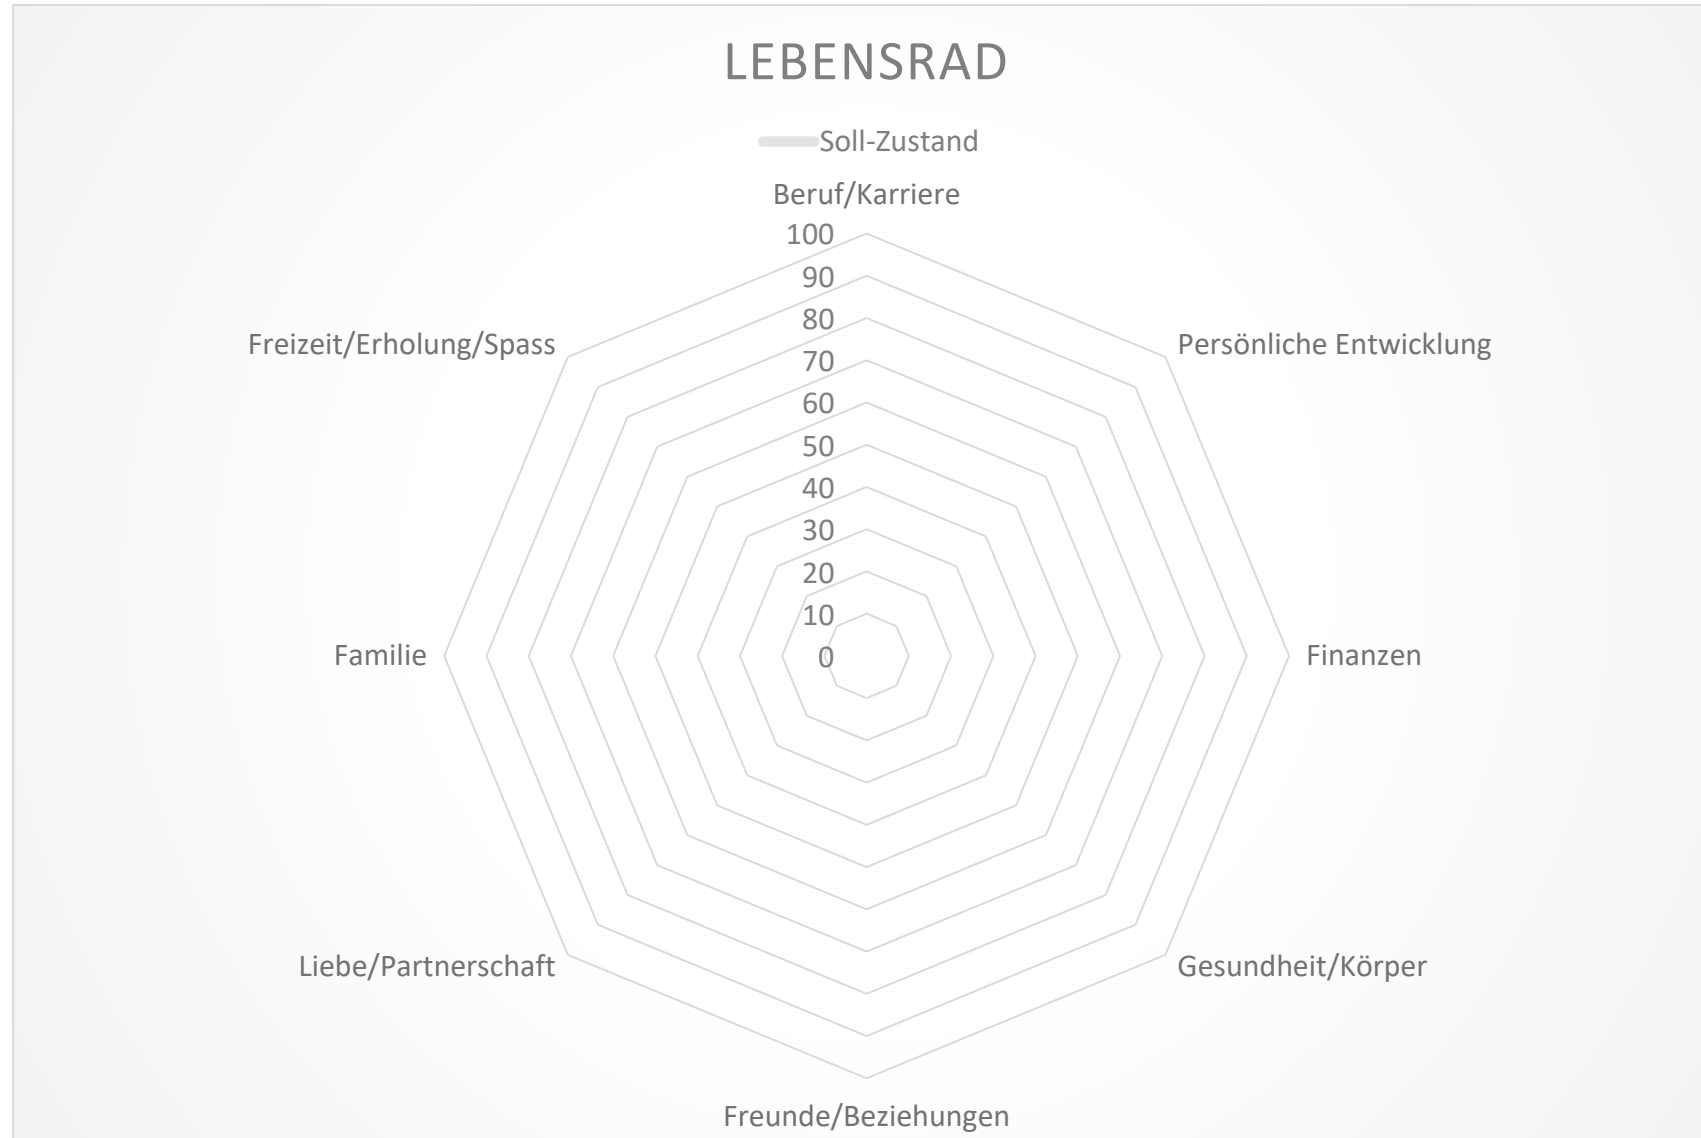 LEBENSRAD
Soll-Zustand
Beruf/Karriere
100
90
80
Freizeit/Erholung/Spass
Persönliche Entwicklung
70
60
50
40
30
20
10
0
Familie
Finanzen
Liebe/Partnerschaft
Gesundheit/Körper
Freunde/Beziehungen